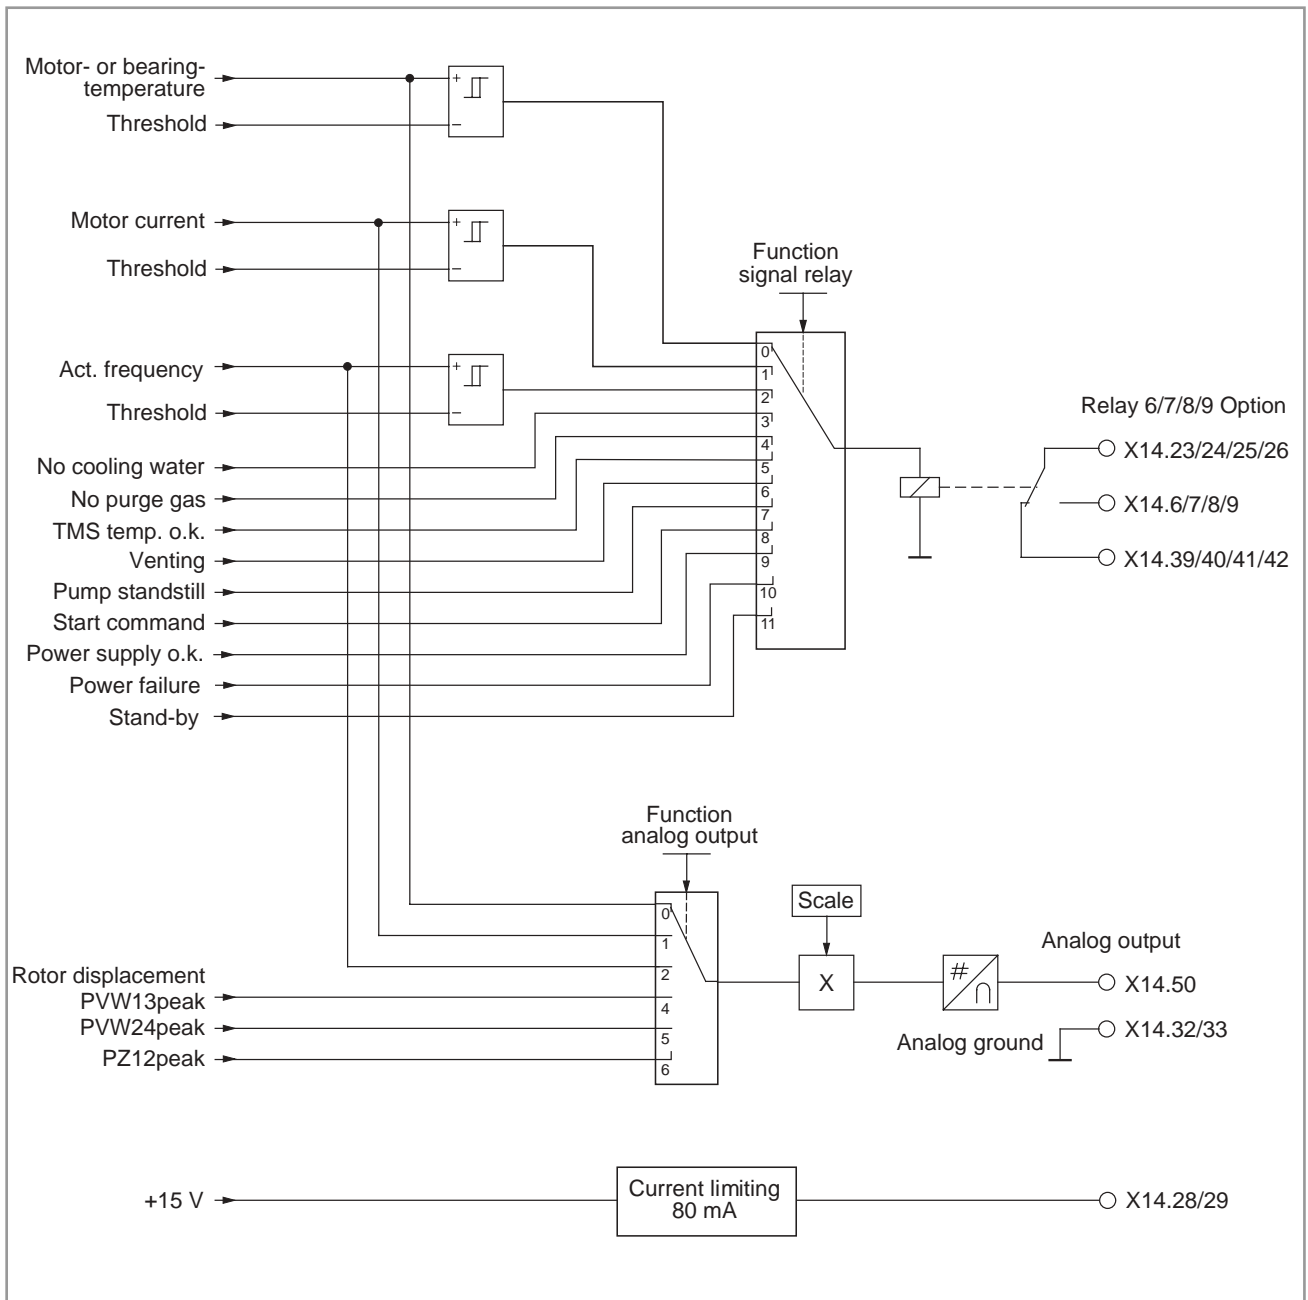 Motor- or bearing-
temperature
+
Threshold
–
Motor current
+
Threshold
–
Function
signal relay
Act. frequency
+
Threshold
–
0
1
2
3
4
5
6
7
8
9
10
11
No cooling water
No purge gas
TMS temp. o.k.
Venting
Pump standstill
Start command
Power supply o.k.
Power failure
Stand-by
Relay 6/7/8/9 Option
X14.23/24/25/26
X14.6/7/8/9
X14.39/40/41/42
Function
analog output
0
1
2
4
5
6
Rotor displacement
PVW13peak
PVW24peak
PZ12peak
Scale
X
#/∩
Analog output
X14.50
Analog ground
X14.32/33
+15 V
Current limiting
80 mA
X14.28/29